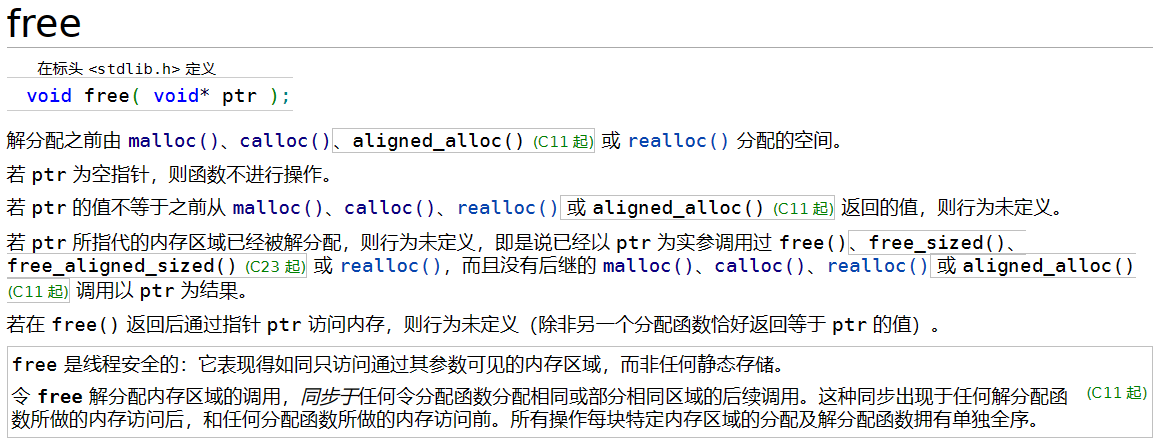 free
在标头 <stdlib.h> 定义
void free( void* ptr );
解分配之前由 malloc()、calloc()、aligned_alloc() (C11 起) 或 realloc() 分配的空间。
若 ptr 为空指针，则函数不进行操作。
若 ptr 的值不等于之前从 malloc()、calloc()、realloc() 或 aligned_alloc() (C11 起) 返回的值，则行为未定义。
若 ptr 所指代的内存区域已经被解分配，则行为未定义，即是说已经以 ptr 为实参调用过 free()、free_sized()、
free_aligned_sized() (C23 起) 或 realloc()，而且没有后继的 malloc()、calloc()、realloc() 或 aligned_alloc()
(C11 起) 调用以 ptr 为结果。
若在 free() 返回后通过指针 ptr 访问内存，则行为未定义（除非另一个分配函数恰好返回等于 ptr 的值）。
free 是线程安全的：它表现得如同只访问通过其参数可见的内存区域，而非任何静态存储。
令 free 解分配内存区域的调用，同步于任何令分配函数分配相同或部分相同区域的后续调用。这种同步出现于任何解分配函 (C11 起)
数所做的内存访问后，和任何分配函数所做的内存访问前。所有操作每块特定内存区域的分配及解分配函数拥有单独全序。